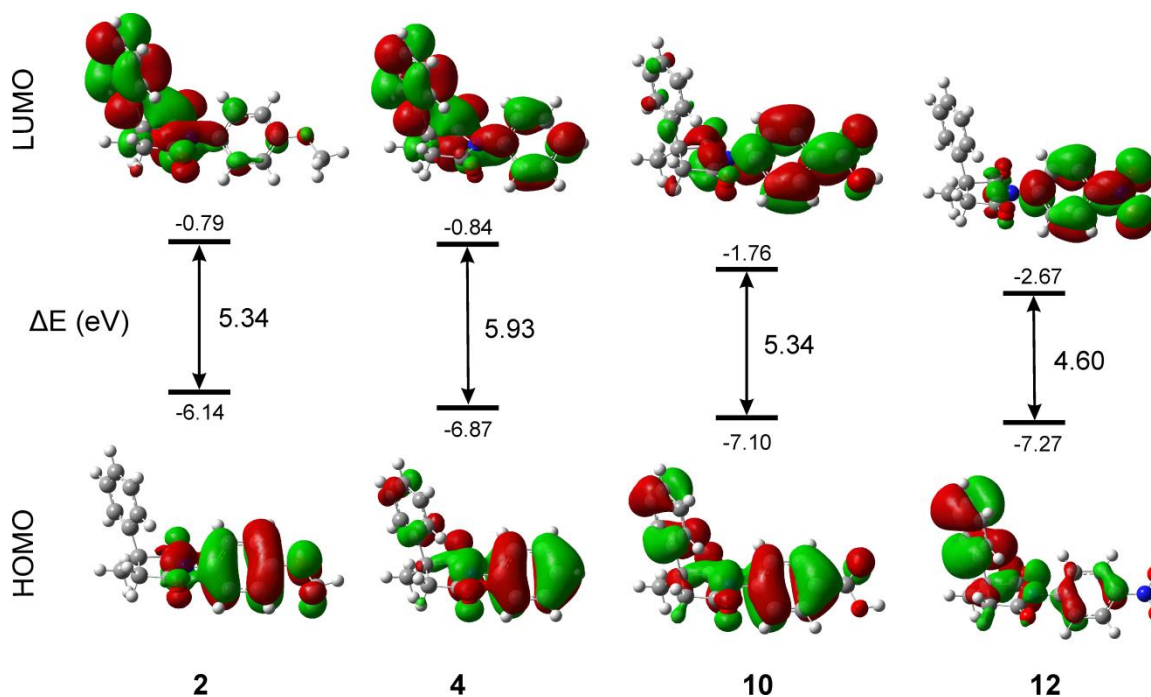 LUMO
-0.79 -0.84 -1.76 -2.67
ΔE (eV) 5.34 5.93 5.34 4.60
-6.14 -6.87 -7.10 -7.27
HOMO
2 4 10 12